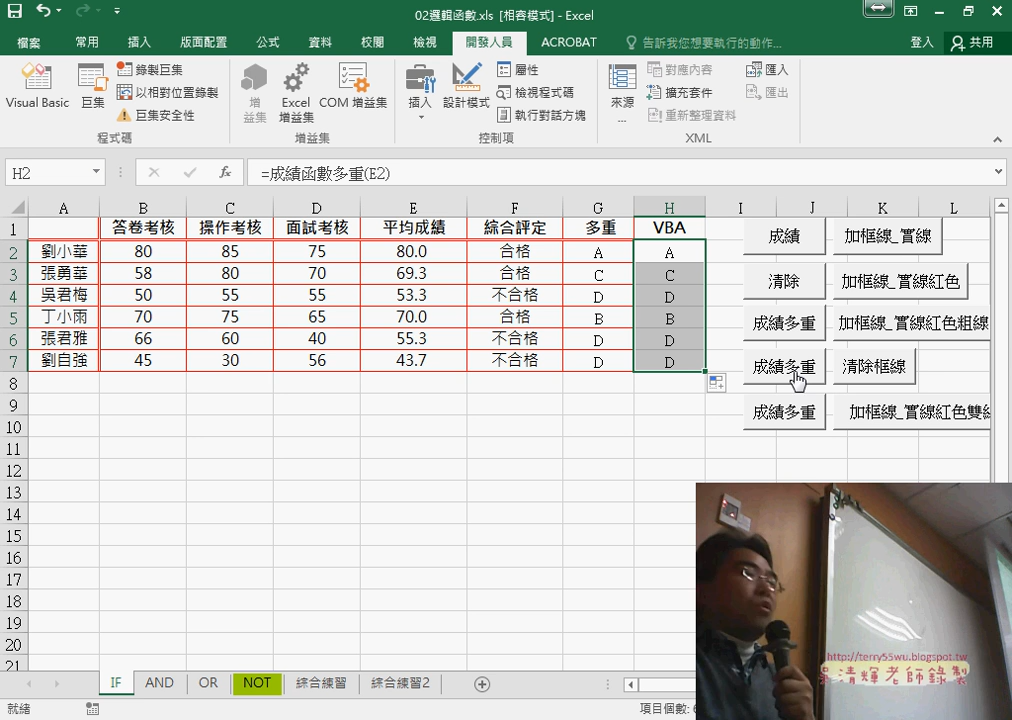 02邏輯函數.xls [相容模式] - Excel
檔案 常用 插入 版面配置 公式 資料 校閱 檢視 開發人員 ACROBAT 告訴我您想要執行的動作... 登入 共用
Visual Basic 巨集 錄製巨集 以相對位置錄製 巨集安全性
增益集 Excel 增益集 COM 增益集
插入 設計模式 屬性 檢視程式碼 執行對話方塊
來源... 對應內容 擴充套件 重新整理資料 匯入 匯出
程式碼 增益集 控制項 XML
H2 fx =成績函數多重(E2)
A B C D E F G H I J K L
1 答卷考核 操作考核 面試考核 平均成績 綜合評定 多重 VBA 成績 加框線_實線
2 劉小華 80 85 75 80.0 合格 A A
3 張勇華 58 80 70 69.3 合格 C C 清除 加框線_實線紅色
4 吳君梅 50 55 55 53.3 不合格 D D
5 丁小雨 70 75 65 70.0 合格 B B 成績多重 加框線_實線紅色粗線
6 張君雅 66 60 40 55.3 不合格 D D
7 劉自強 45 30 56 43.7 不合格 D D 成績多重 清除框線
8
9 成績多重 加框線_實線紅色雙線
10
11
12
13
14
15
16
17
18
19
20
21
http://terry55wu.blogspot.tw
吳清輝老師錄製
IF AND OR NOT 綜合練習 綜合練習2
就緒 項目個數: 6